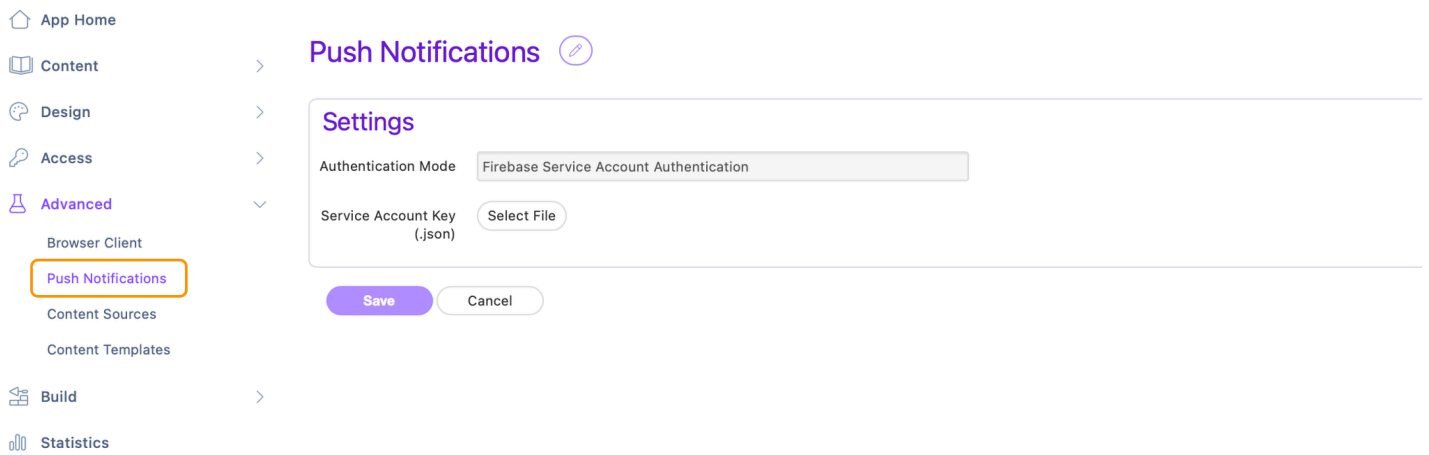 App Home
Content
Design
Access
Advanced
Browser Client
Push Notifications
Content Sources
Content Templates
Build
Statistics
Push Notifications
Settings
Authentication Mode
Firebase Service Account Authentication
Service Account Key
(.json)
Select File
Save
Cancel